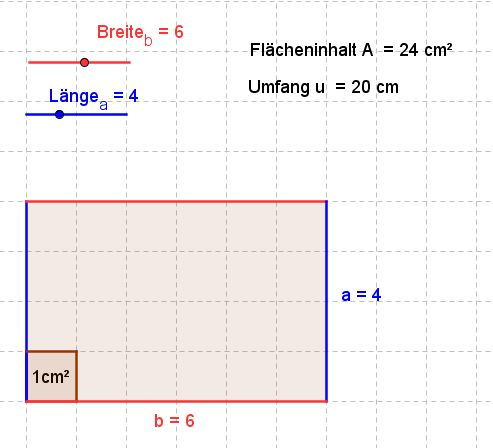 Breite_b = 6
Flächeninhalt A = 24 cm²
Umfang u = 20 cm
Länge_a = 4
a = 4
1cm²
b = 6